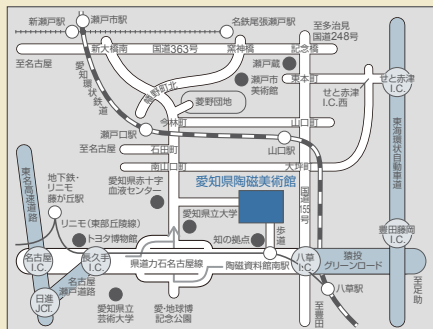 新瀬戸駅
瀬戸市駅
名鉄尾張瀬戸駅
至多治見
国道248号
新大橋南
国道363号
窯神橋
記念橋
至名古屋
愛知環状鉄道
瀬戸蔵
瀬戸市
美術館
東本町
せと赤津
I.C.西
せと赤津
I.C.
菱野町北
菱野団地
今林町
山口町
瀬戸口駅
至名古屋
石田町
山口駅
南山口町
大坪町
東海環状自動車道
東名高速道路
地下鉄・
リニモ
藤が丘駅
愛知県赤十字
血液センター
愛知県陶磁美術館
国道155号
リニモ(東部丘陵線)
トヨタ博物館
愛知県立大学
知の拠点
歩道
豊田藤岡
I.C.
名古屋
I.C.
長久手
I.C.
県道力石名古屋線
陶磁資料館南駅
八草
I.C.
猿投
グリーンロード
名古屋
瀬戸道路
日進
JCT.
愛知県立
芸術大学
愛・地球博
記念公園
至豊田
八草駅
至足助